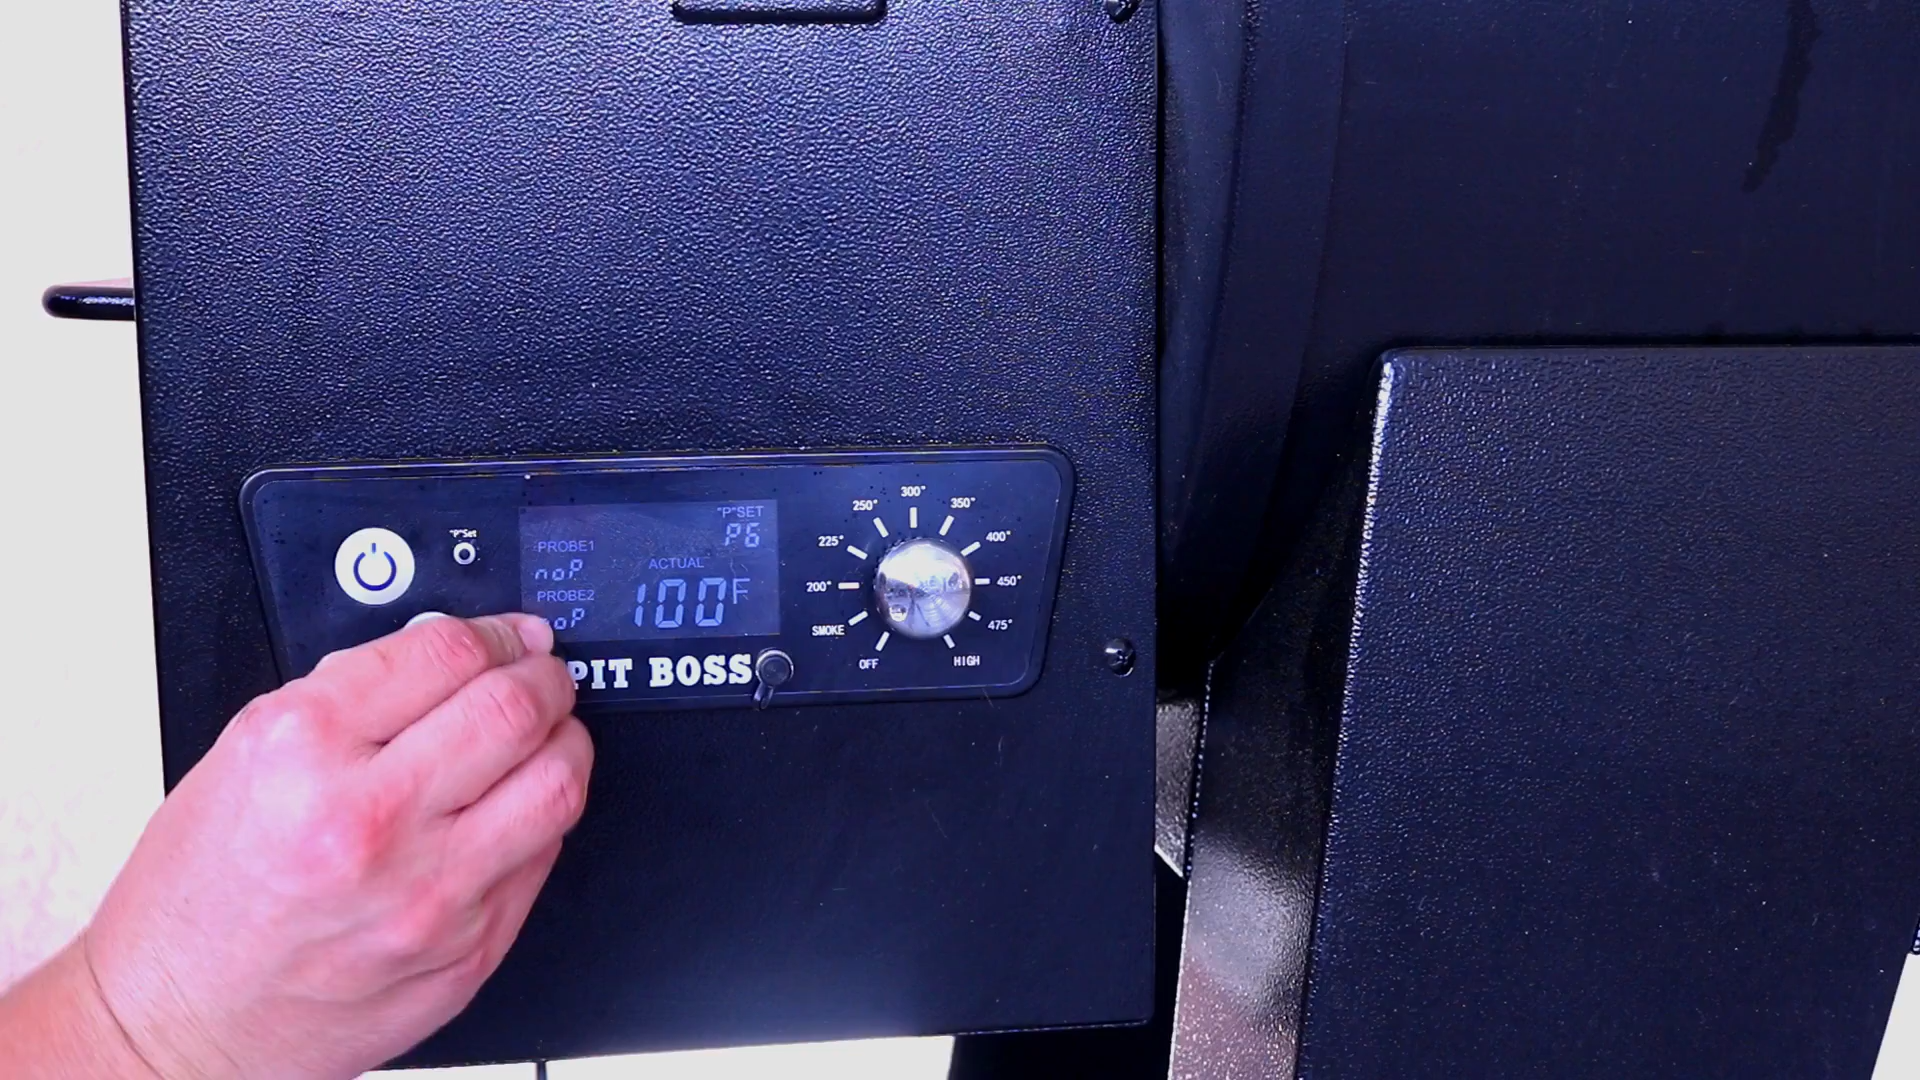 "P"Set
"P"SET
P6
PROBE1
noP
ACTUAL
100F
PROBE2
noP
PIT BOSS
OFF
SMOKE
200°
225°
250°
300°
350°
400°
450°
475°
HIGH